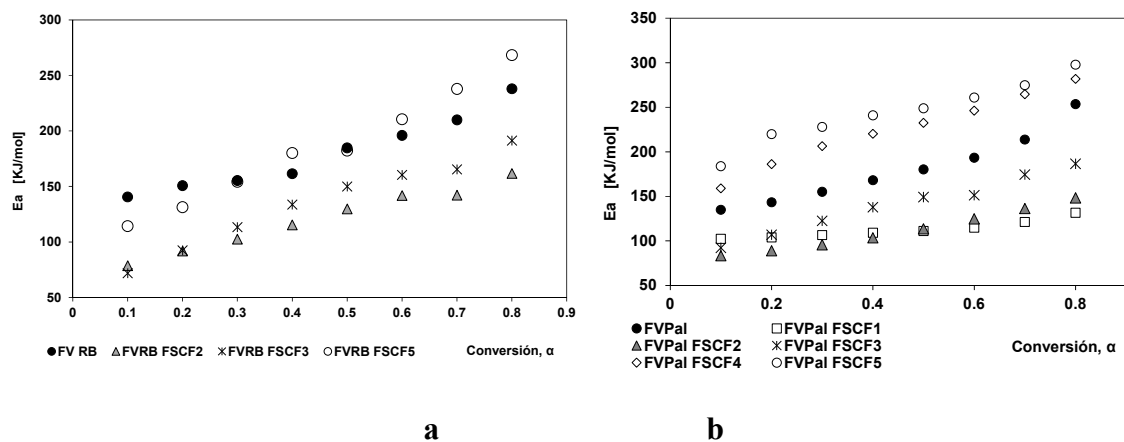 300
250
200
150
100
50
Ea [KJ/mol]
0 0.1 0.2 0.3 0.4 0.5 0.6 0.7 0.8 0.9
FV RB FVRB FSCF2 FVRB FSCF3 FVRB FSCF5
Conversión, α
a
350
300
250
200
150
100
50
Ea [KJ/mol]
0 0.2 0.4 0.6 0.8
FVPal FVPal FSCF1
FVPal FSCF2 FVPal FSCF3
FVPal FSCF4 FVPal FSCF5
Conversión, α
b